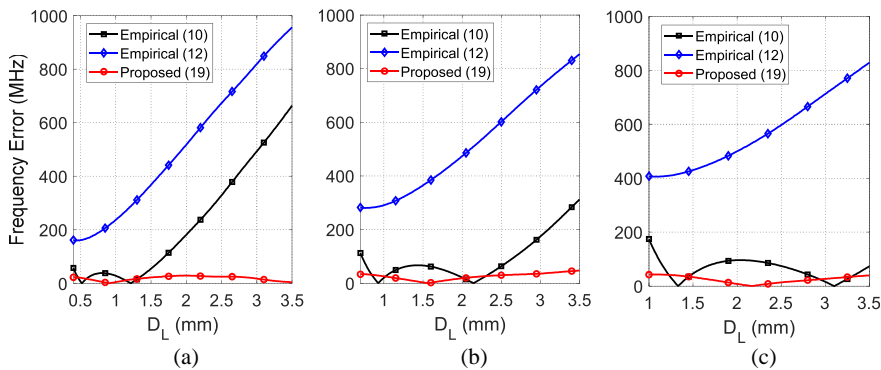 Frequency Error (MHz)
1000
800
600
400
200
0
Empirical (10)
Empirical (12)
Proposed (19)
0.5 1 1.5 2 2.5 3 3.5
D_L (mm)
(a)
1000
800
600
400
200
0
Empirical (10)
Empirical (12)
Proposed (19)
1 1.5 2 2.5 3 3.5
D_L (mm)
(b)
1000
800
600
400
200
0
Empirical (10)
Empirical (12)
Proposed (19)
1 1.5 2 2.5 3 3.5
D_L (mm)
(c)